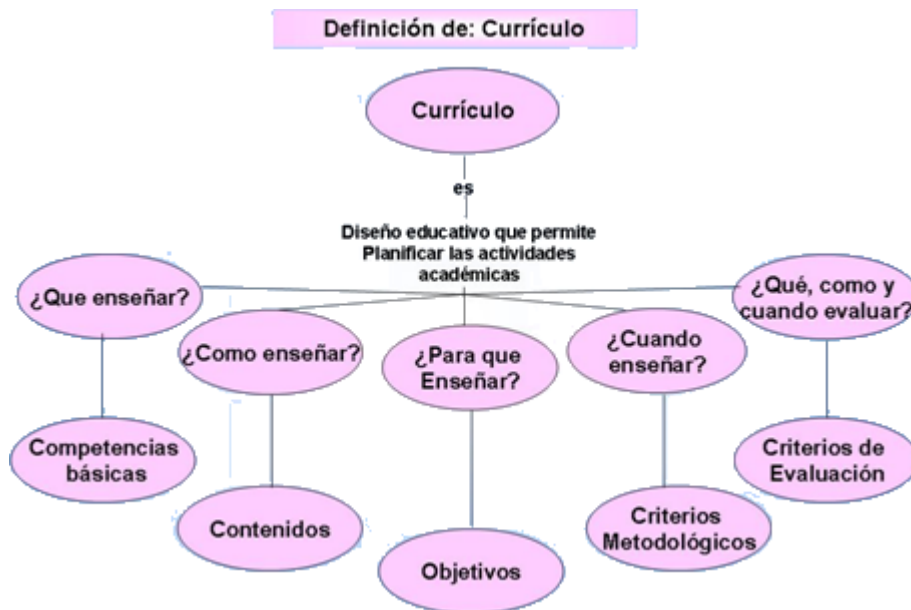 Definición de: Currículo
Currículo
es
Diseño educativo que permite
Planificar las actividades
académicas
¿Que enseñar?
¿Como enseñar?
¿Para que
Enseñar?
¿Cuando
enseñar?
¿Qué, como y
cuando evaluar?
Competencias
básicas
Contenidos
Objetivos
Criterios
Metodológicos
Criterios de
Evaluación